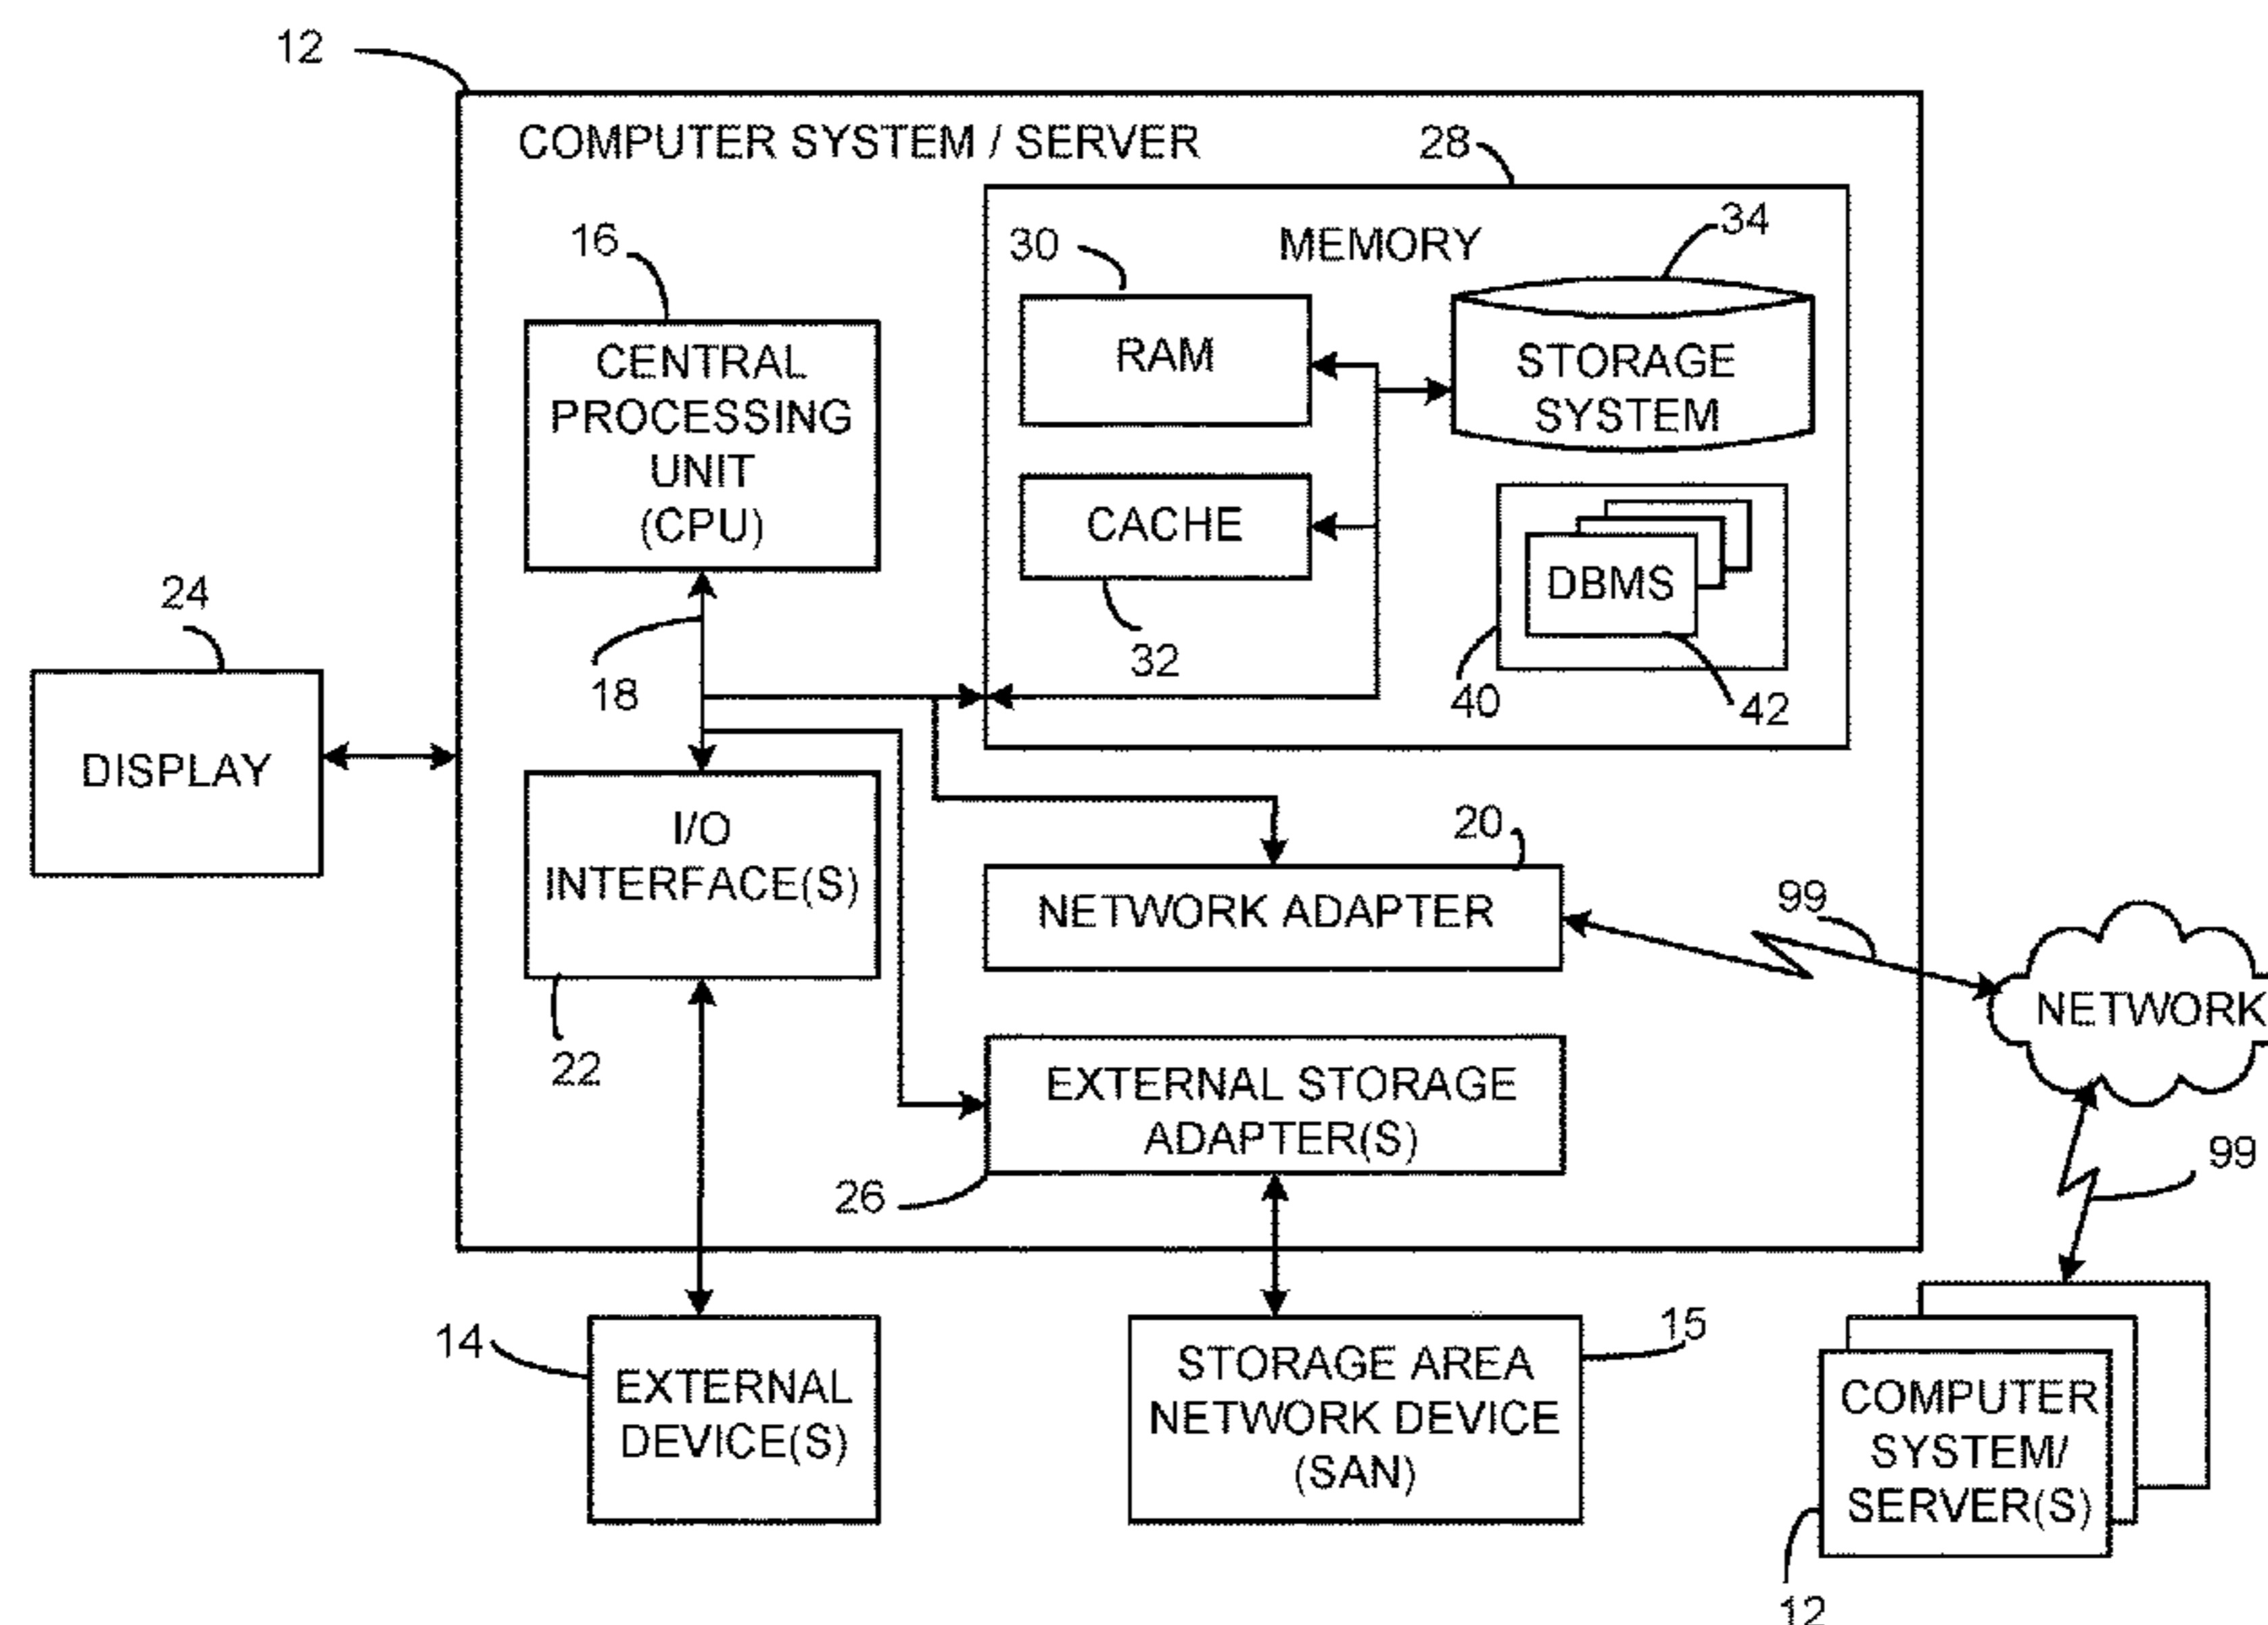 12
COMPUTER SYSTEM / SERVER
28
34
16
30
MEMORY
CENTRAL
PROCESSING
UNIT
(CPU)
RAM
STORAGE
SYSTEM
CACHE
DBMS
24
18
32
40
42
DISPLAY
I/O
INTERFACE(S)
20
NETWORK ADAPTER
99
NETWORK
22
EXTERNAL STORAGE
ADAPTER(S)
26
99
14
EXTERNAL
DEVICE(S)
STORAGE AREA
NETWORK DEVICE
(SAN)
15
COMPUTER
SYSTEM/
SERVER(S)
12